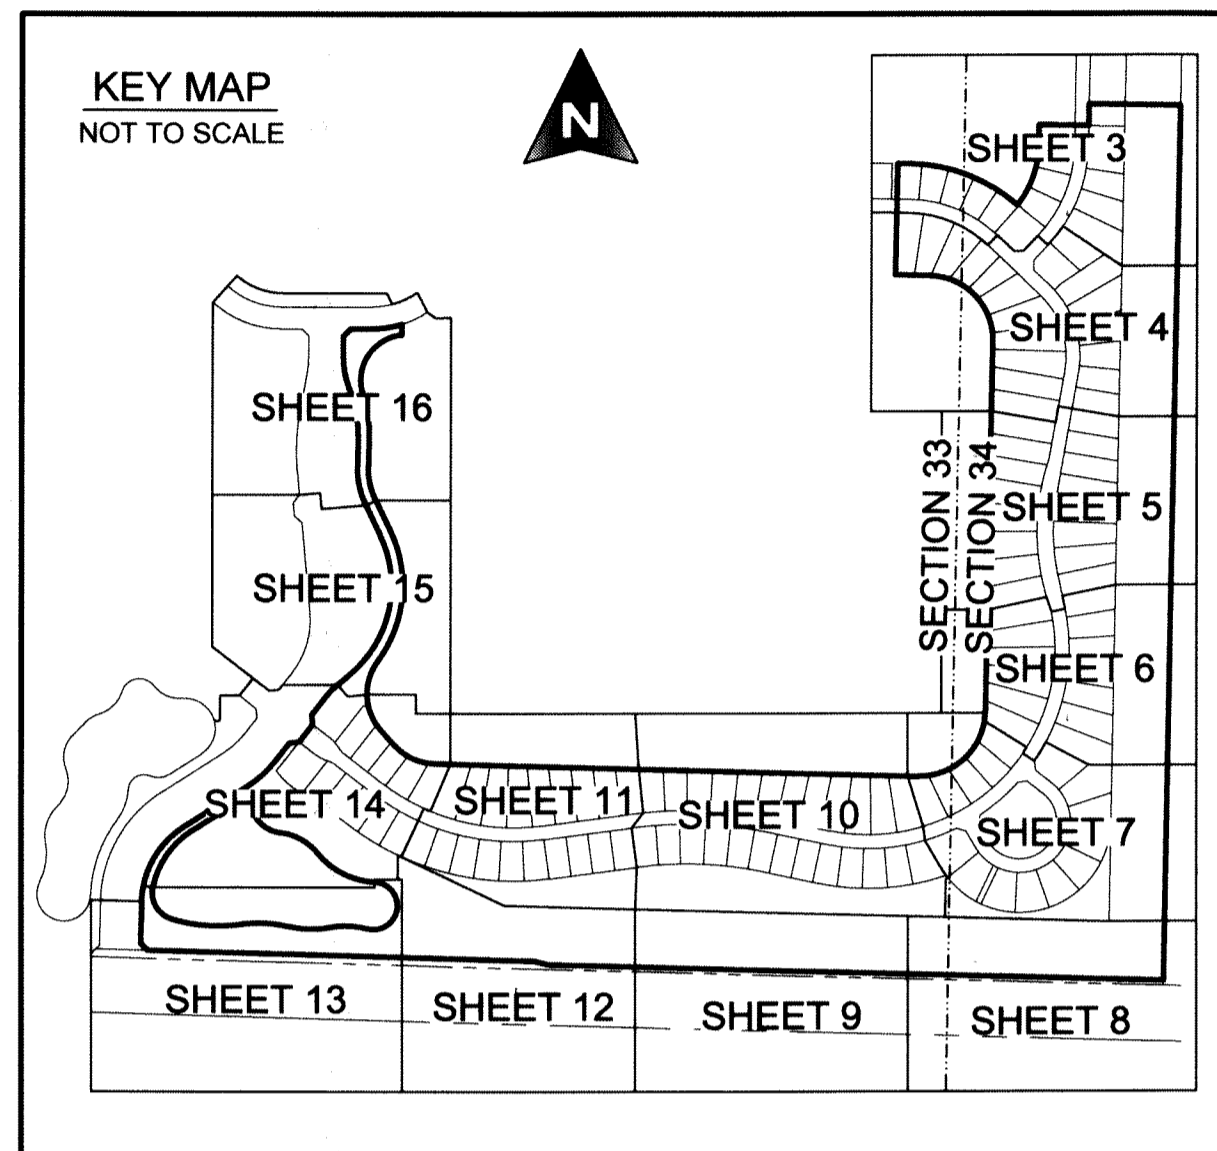 KEY MAP
NOT TO SCALE
N
SHEET 3
SHEET 4
SHEET 16
SECTION 33
SECTION 34
SHEET 5
SHEET 15
SHEET 6
SHEET 14
SHEET 11
SHEET 10
SHEET 7
SHEET 13
SHEET 12
SHEET 9
SHEET 8